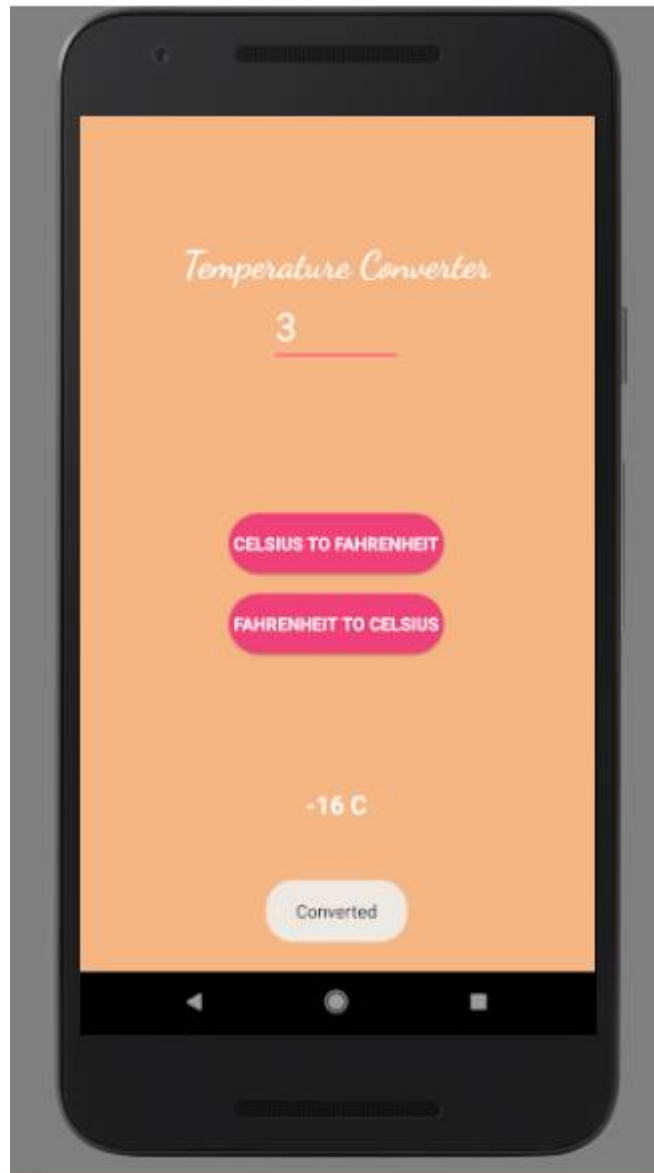 Temperature Converter
3
CELSIUS TO FAHRENHEIT
FAHRENHEIT TO CELSIUS
-16 C
Converted